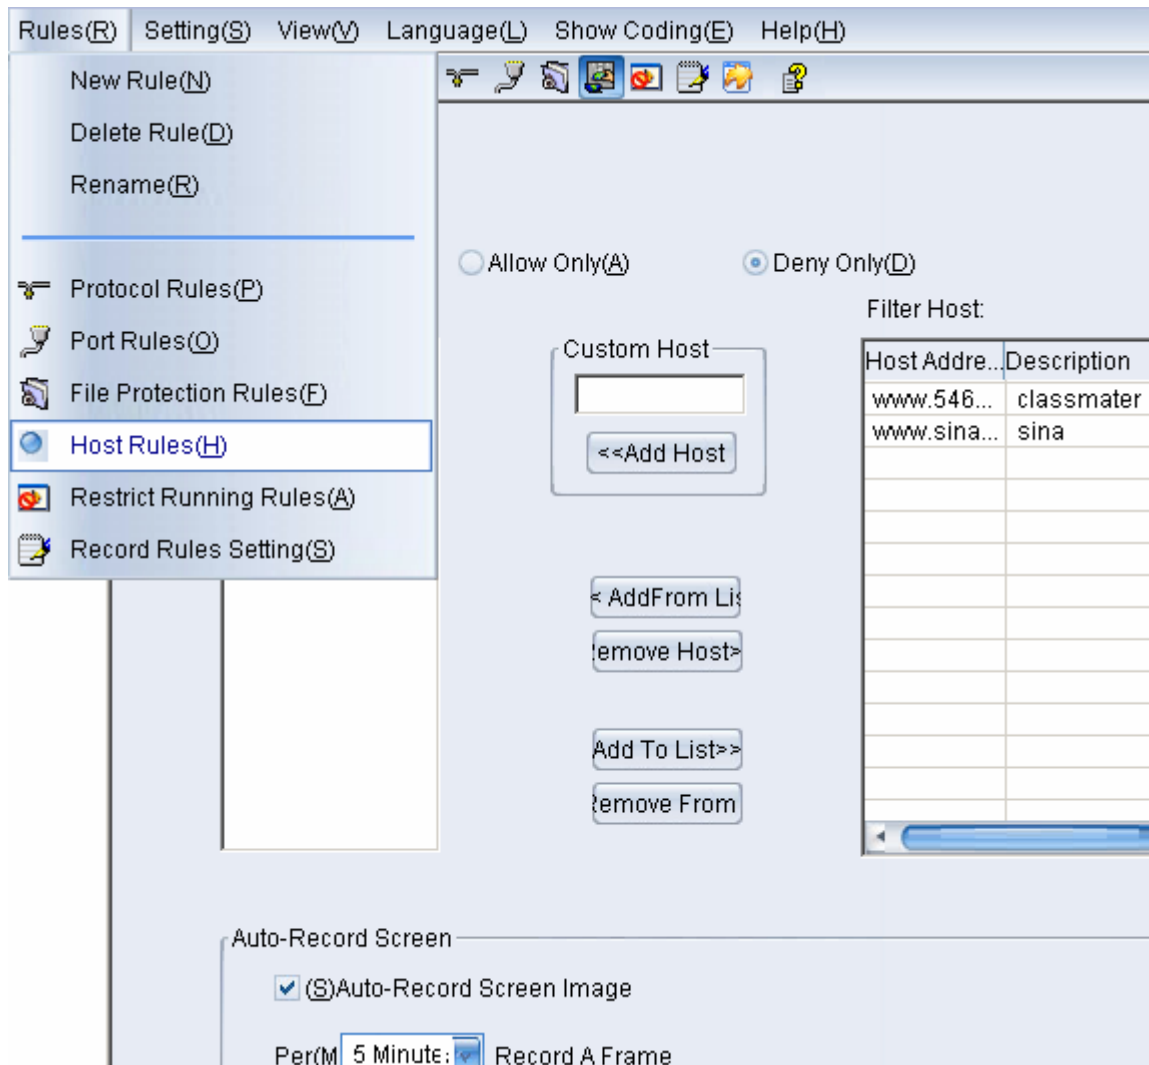 Rules(R) Setting(S) View(V) Language(L) Show Coding(E) Help(H)
New Rule(N)
Delete Rule(D)
Rename(R)
Protocol Rules(P)
Port Rules(O)
File Protection Rules(F)
Host Rules(H)
Restrict Running Rules(A)
Record Rules Setting(S)
Allow Only(A) Deny Only(D)
Filter Host:
Custom Host
<<Add Host
Host Addre... Description
www.546... classmater
www.sina... sina
< AddFrom Lis
emove Host>
Add To List>>
emove From
Auto-Record Screen
(S)Auto-Record Screen Image
Per(M 5 Minute: Record A Frame